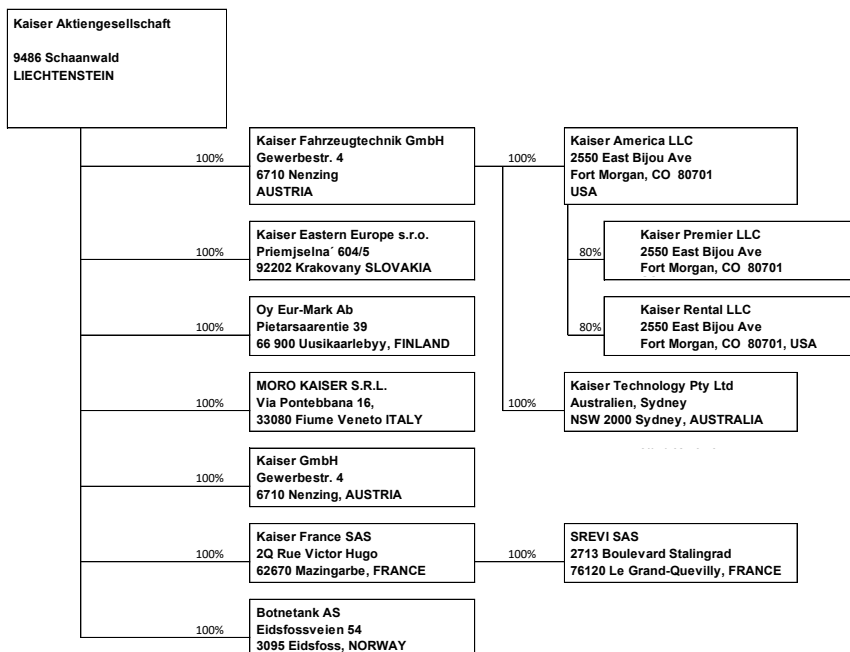 Kaiser Aktiengesellschaft
9486 Schaanwald
LIECHTENSTEIN
100%
Kaiser Fahrzeugtechnik GmbH
Gewerbestr. 4
6710 Nenzing
AUSTRIA
100%
Kaiser America LLC
2550 East Bijou Ave
Fort Morgan, CO 80701
USA
80%
Kaiser Premier LLC
2550 East Bijou Ave
Fort Morgan, CO 80701
80%
Kaiser Rental LLC
2550 East Bijou Ave
Fort Morgan, CO 80701, USA
100%
Kaiser Technology Pty Ltd
Australien, Sydney
NSW 2000 Sydney, AUSTRALIA
100%
Kaiser Eastern Europe s.r.o.
Priemjselna´ 604/5
92202 Krakovany SLOVAKIA
100%
Oy Eur-Mark Ab
Pietarsaarentie 39
66 900 Uusikaarlebyy, FINLAND
100%
MORO KAISER S.R.L.
Via Pontebbana 16,
33080 Fiume Veneto ITALY
100%
Kaiser GmbH
Gewerbestr. 4
6710 Nenzing, AUSTRIA
100%
Kaiser France SAS
2Q Rue Victor Hugo
62670 Mazingarbe, FRANCE
100%
SREVI SAS
2713 Boulevard Stalingrad
76120 Le Grand-Quevilly, FRANCE
100%
Botnetank AS
Eidsfossveien 54
3095 Eidsfoss, NORWAY